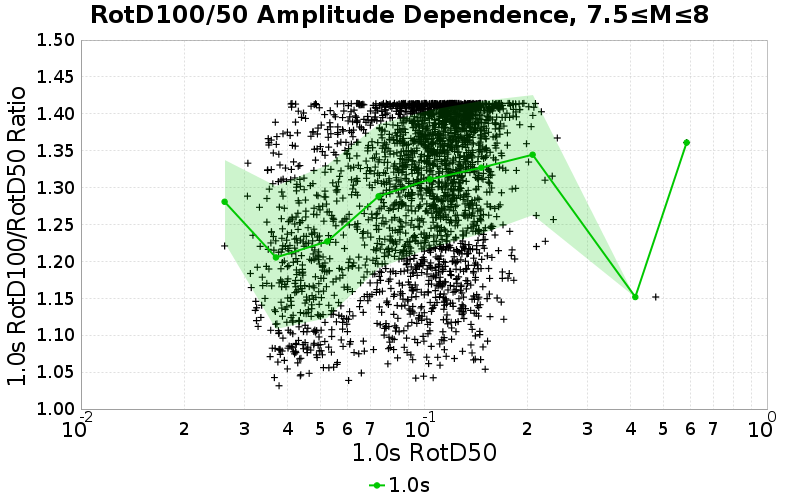 RotD100/50 Amplitude Dependence, 7.5≤M≤8
1.0s RotD100/RotD50 Ratio
1.50
1.45
1.40
1.35
1.30
1.25
1.20
1.15
1.10
1.05
1.00
10^-2 2 3 4 5 6 7 10^-1 2 3 4 5 6 7 10^0
1.0s RotD50
1.0s